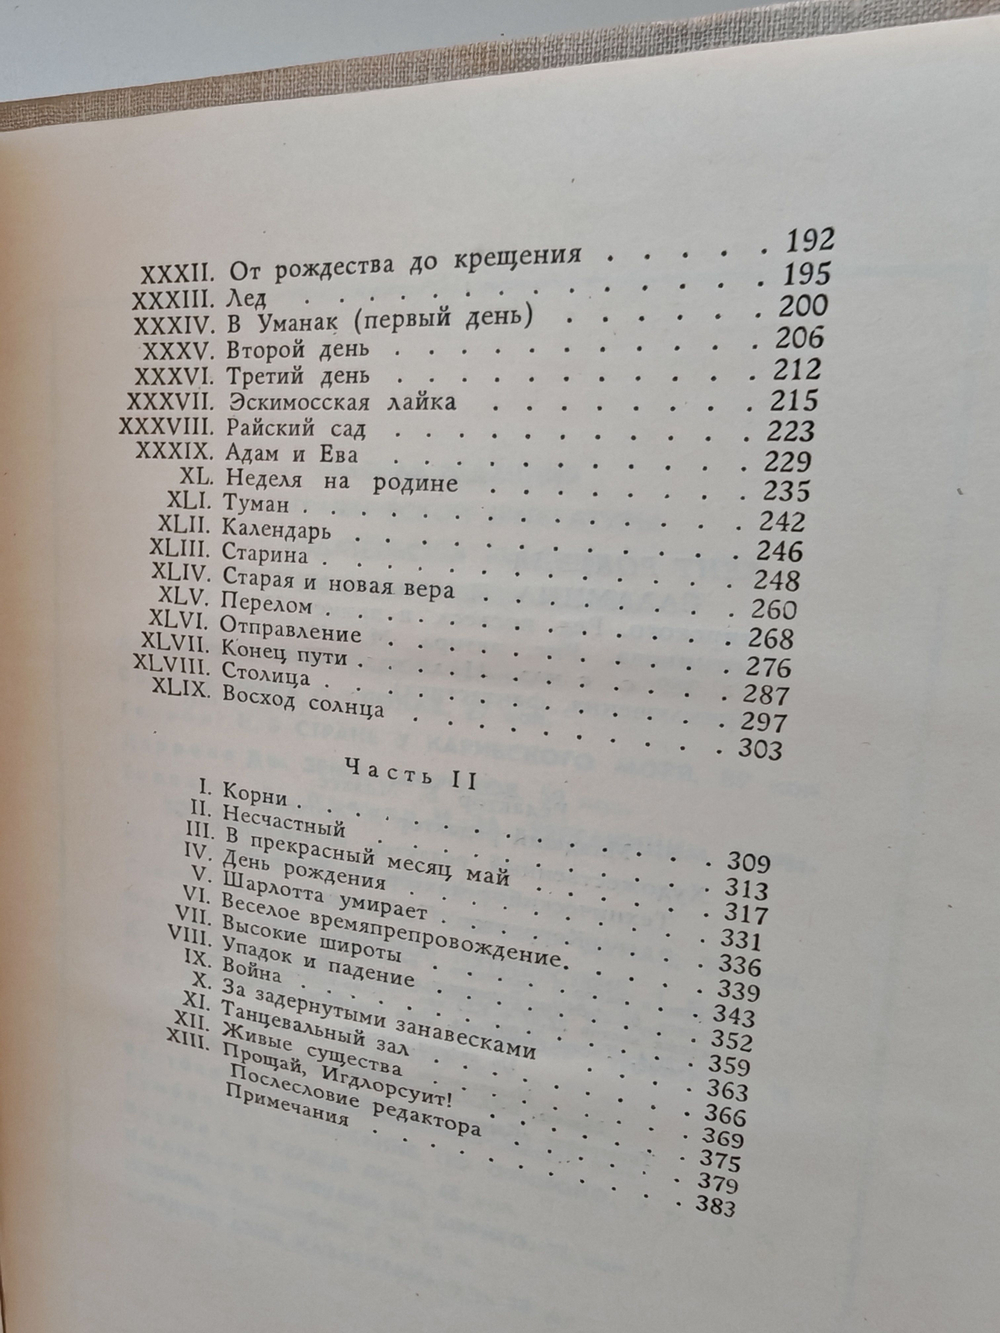 XXXII. От рождества до крещения . . . . . 192
XXXIII. Лед . . . . . . . . . . . 195
XXXIV. В Уманак (первый день) . . . . . . 200
XXXV. Второй день . . . . . . . . . . 206
XXXVI. Третий день . . . . . . . . . . 212
XXXVII. Эскимосская лайка . . . . . . . 215
XXXVIII. Райский сад . . . . . . . . . . 223
XXXIX. Адам и Ева . . . . . . . . . . 229
XL. Неделя на родине . . . . . . . 235
XLI. Туман . . . . . . . . . . . . 242
XLII. Календарь . . . . . . . . . . 246
XLIII. Старина . . . . . . . . . . . 248
XLIV. Старая и новая вера . . . . . . . 260
XLV. Перелом . . . . . . . . . . . 268
XLVI. Отправление . . . . . . . . . 276
XLVII. Конец пути . . . . . . . . . . 287
XLVIII. Столица . . . . . . . . . . . 297
XLIX. Восход солнца . . . . . . . . . 303
Часть II
I. Корни . . . . . . . . . . . . 309
II. Несчастный . . . . . . . . . . 313
III. В прекрасный месяц май . . . . . 317
IV. День рождения . . . . . . . . 331
V. Шарлотта умирает . . . . . . . 336
VI. Веселое времяпрепровождение. . . . . 339
VII. Высокие широты . . . . . . . . 343
VIII. Упадок и падение . . . . . . . 352
IX. Война . . . . . . . . . . . . 359
X. За задернутыми занавесками . . . . . 363
XI. Танцевальный зал . . . . . . . 366
XII. Живые существа . . . . . . . . 369
XIII. Прощай, Игдлорсуит! . . . . . . 375
Послесловие редактора . . . . . . 379
Примечания . . . . . . . . . . 383